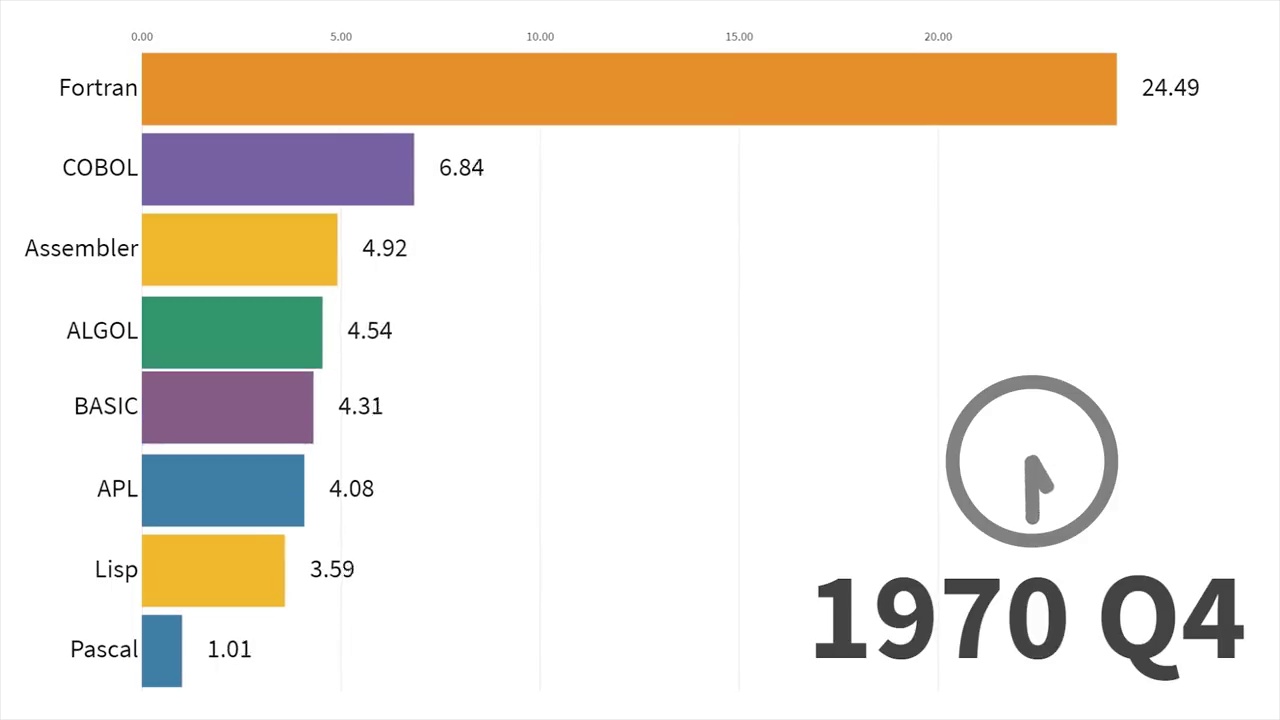 0.00 5.00 10.00 15.00 20.00
Fortran 24.49
COBOL 6.84
Assembler 4.92
ALGOL 4.54
BASIC 4.31
APL 4.08
Lisp 3.59
Pascal 1.01
1970 Q4